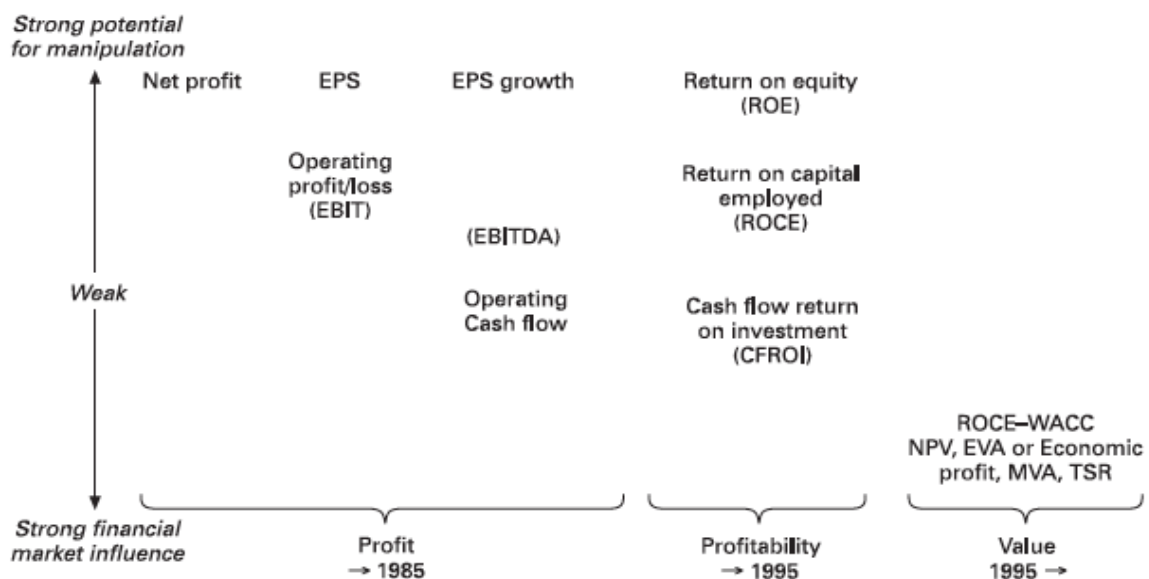 Strong potential
for manipulation
Net profit
EPS
EPS growth
Return on equity
(ROE)
Operating
profit/loss
(EBIT)
Return on capital
employed
(ROCE)
(EBITDA)
Weak
Operating
Cash flow
Cash flow return
on investment
(CFROI)
ROCE–WACC
NPV, EVA or Economic
profit, MVA, TSR
Strong financial
market influence
Profit
→ 1985
Profitability
→ 1995
Value
1995 →